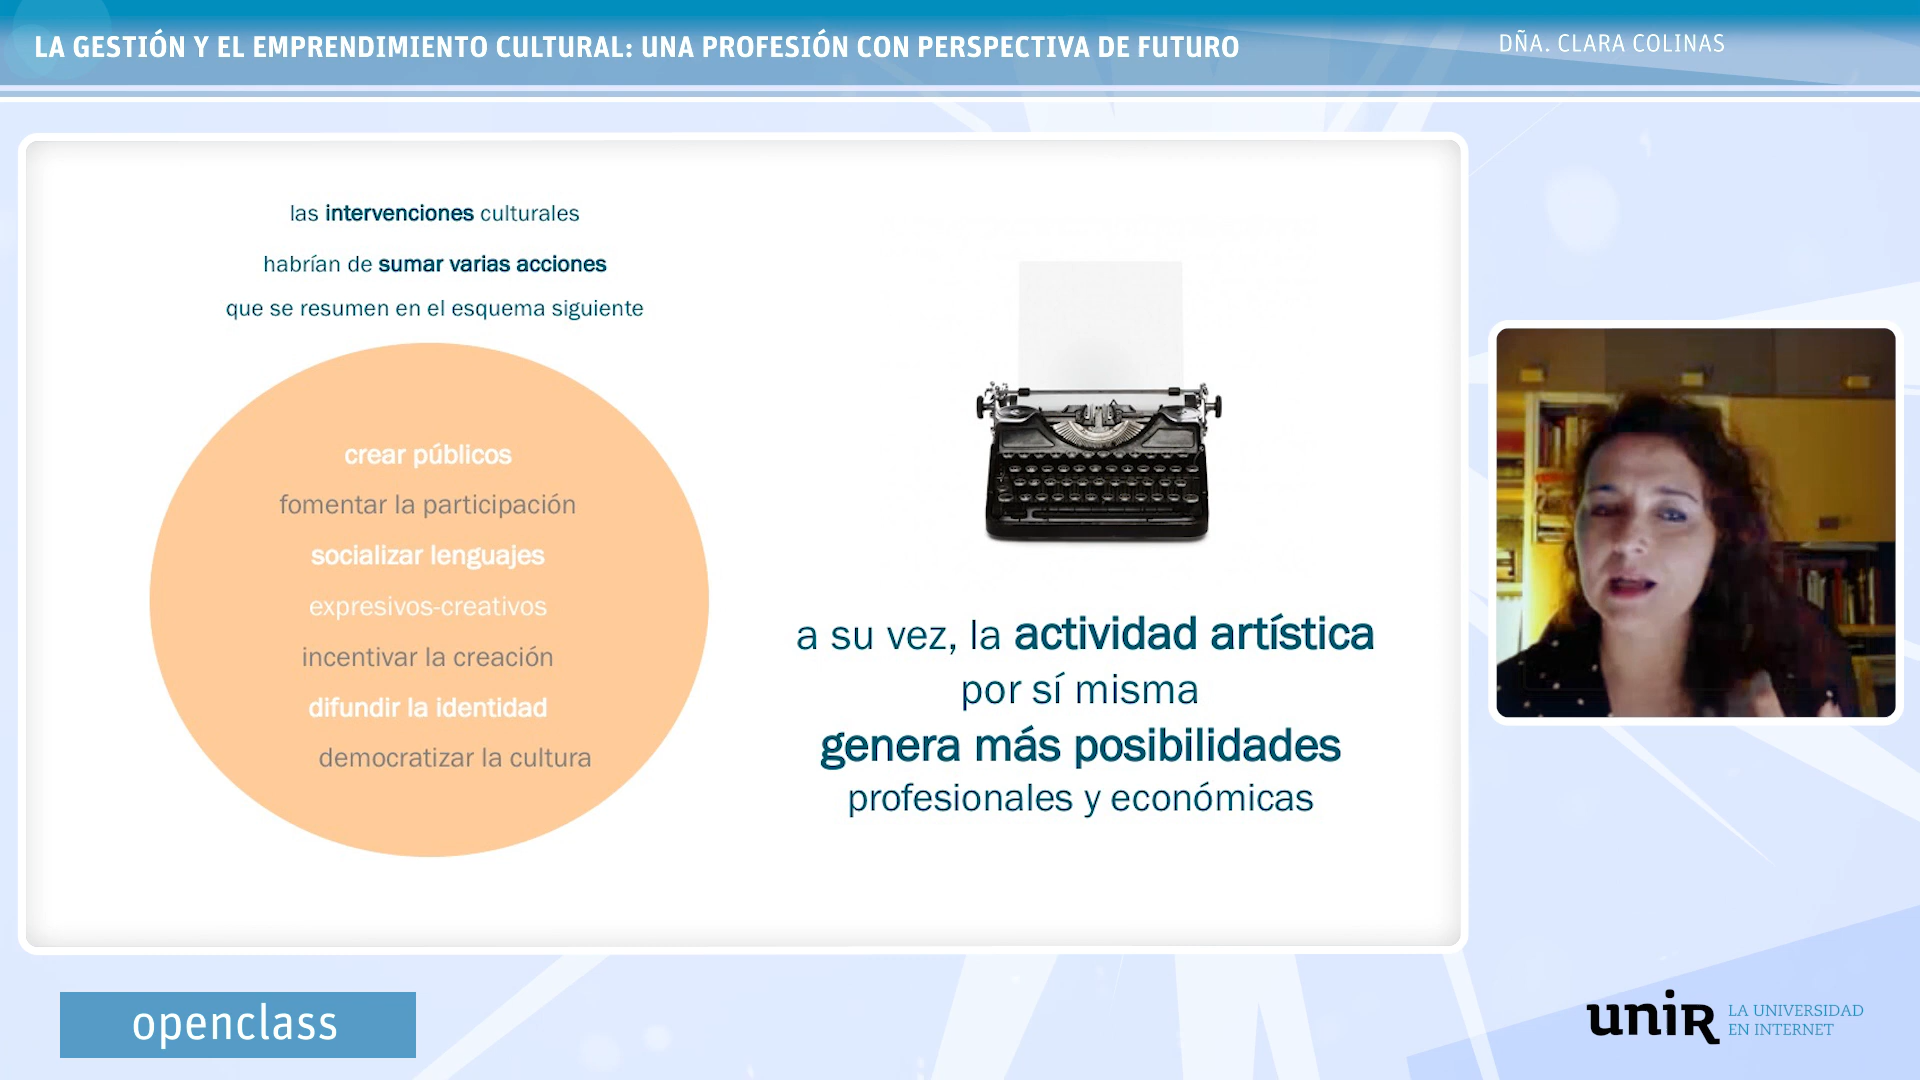 LA GESTIÓN Y EL EMPRENDIMIENTO CULTURAL: UNA PROFESIÓN CON PERSPECTIVA DE FUTURO
DÑA. CLARA COLINAS
las intervenciones culturales
habrían de sumar varias acciones
que se resumen en el esquema siguiente
crear públicos
fomentar la participación
socializar lenguajes
expresivos-creativos
incentivar la creación
difundir la identidad
democratizar la cultura
a su vez, la actividad artística
por sí misma
genera más posibilidades
profesionales y económicas
openclass
unir
LA UNIVERSIDAD
EN INTERNET